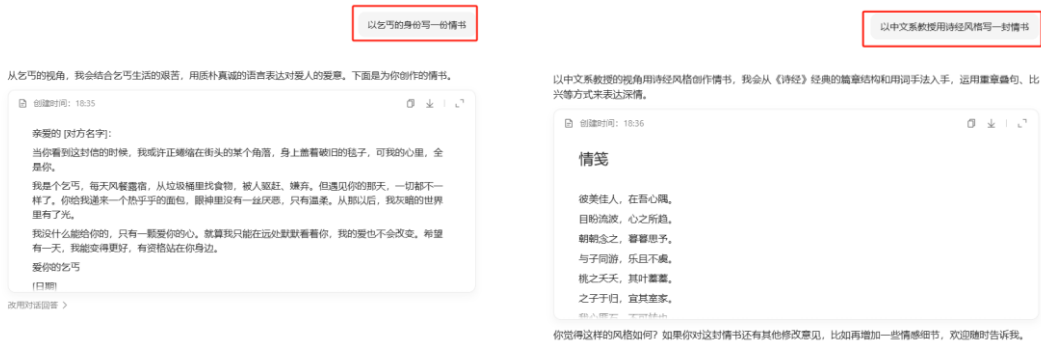 以乞丐的身份写一份情书
从乞丐的视角，我会结合乞丐生活的艰苦，用质朴真诚的语言表达对爱人的爱意。下面是为你创作的情书。
创建时间：18:35
亲爱的 [对方名字]：
当你看到这封信的时候，我或许正蜷缩在街头的某个角落，身上盖着破旧的毯子，可我的心里，全
是你。
我是个乞丐，每天风餐露宿，从垃圾桶里找食物，被人驱赶、嫌弃。但遇见你的那天，一切都不一
样了。你给我递来一个热乎乎的面包，眼神里没有一丝厌恶，只有温柔。从那以后，我灰暗的世界
里有了光。
我没什么能给你的，只有一颗爱你的心。就算我只能在远处默默看着你，我的爱也不会改变。希望
有一天，我能变得更好，有资格站在你身边。
爱你的乞丐
[日期]
改用对话回答 >
以中文系教授用诗经风格写一封情书
以中文系教授的视角用诗经风格创作情书，我会从《诗经》经典的篇章结构和用词手法入手，运用重章叠句、比
兴等方式来表达深情。
创建时间：18:36
情笺
彼美佳人，在吾心隅。
目盼流波，心之所趋。
朝朝念之，暮暮思予。
与子同游，乐且不虞。
桃之夭夭，其叶蓁蓁。
之子于归，宜其室家。
你觉得这样的风格如何？如果你对这封情书还有其他修改意见，比如再增加一些情感细节，欢迎随时告诉我。